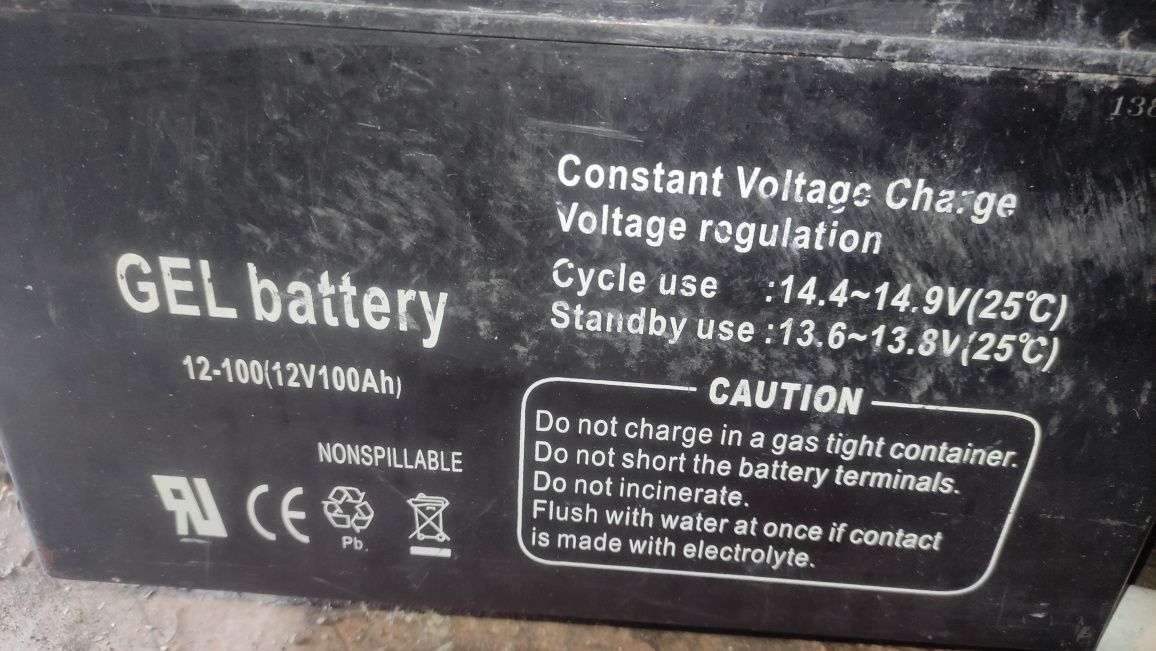 138
Constant Voltage Charge
Voltage regulation
GEL battery
Cycle use :14.4~14.9V(25℃)
Standby use :13.6~13.8V(25℃)
12-100(12V100Ah)
CAUTION
Do not charge in a gas tight container.
Do not short the battery terminals.
Do not incinerate.
Flush with water at once if contact
is made with electrolyte.
NONSPILLABLE
CE
Pb